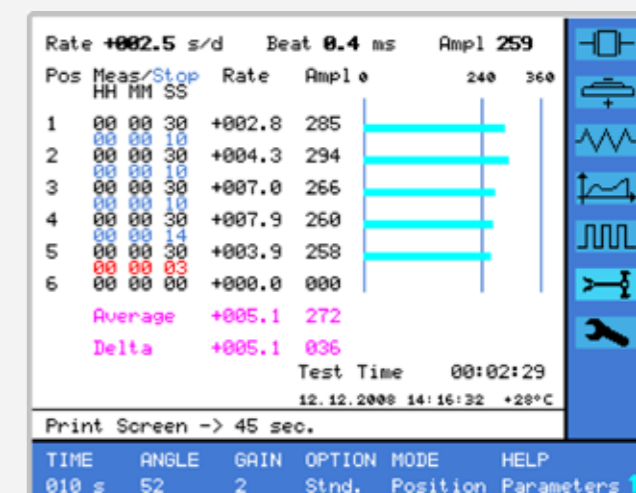 Rate +002.5 s/d Beat 0.4 ms Ampl 259
Pos Meas/Stop Rate Ampl 0 240 360
HH MM SS
1 00 00 30 +002.8 285
00 00 10
2 00 00 30 +004.3 294
00 00 10
3 00 00 30 +007.0 266
00 00 10
4 00 00 30 +007.9 260
00 00 14
5 00 00 30 +003.9 258
00 00 03
6 00 00 00 +000.0 000
Average +005.1 272
Delta +005.1 036
Test Time 00:02:29
12.12.2008 14:16:32 +28°C
Print Screen -> 45 sec.
TIME ANGLE GAIN OPTION MODE HELP
010 s 52 2 Stnd. Position Parameters